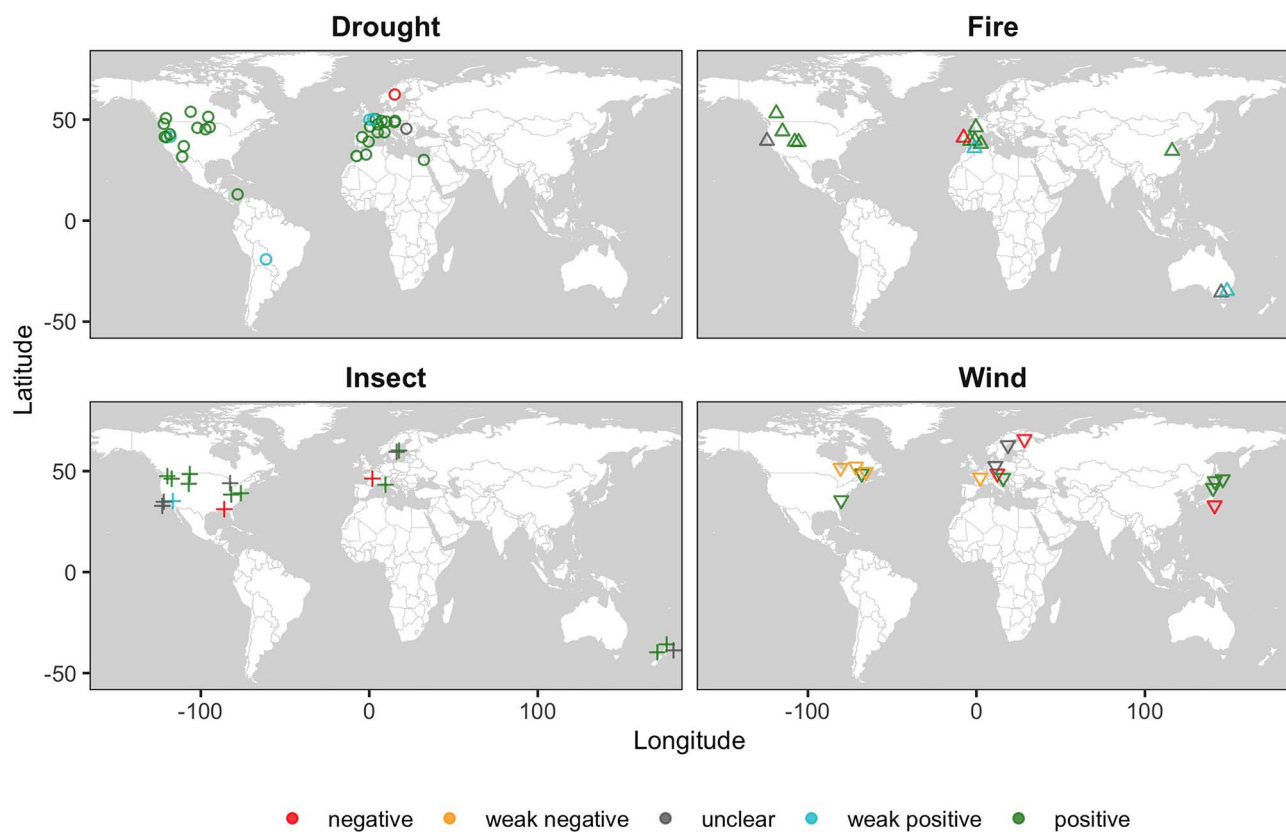 Drought
Fire
50
0
-50
Insect
Wind
50
0
-50
Latitude
-100
0
100
-100
0
100
Longitude
negative
weak negative
unclear
weak positive
positive